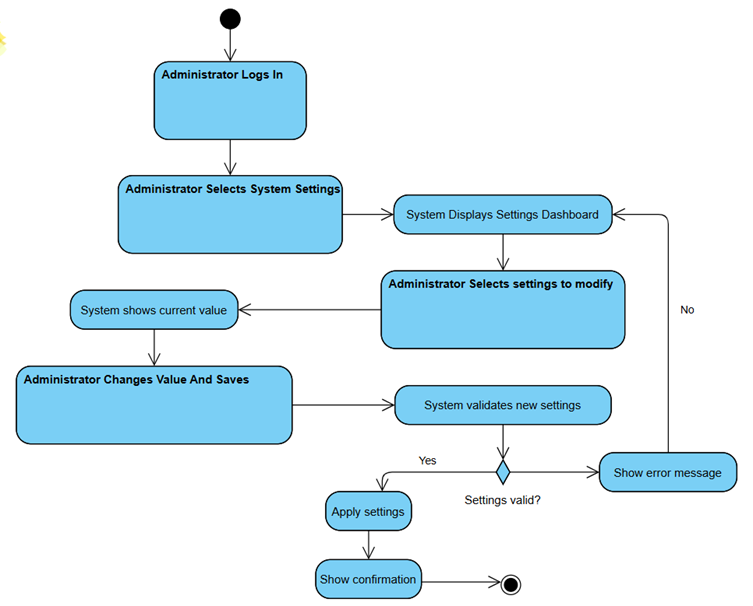 Administrator Logs In
Administrator Selects System Settings
System Displays Settings Dashboard
Administrator Selects settings to modify
System shows current value
No
Administrator Changes Value And Saves
System validates new settings
Yes
Show error message
Settings valid?
Apply settings
Show confirmation